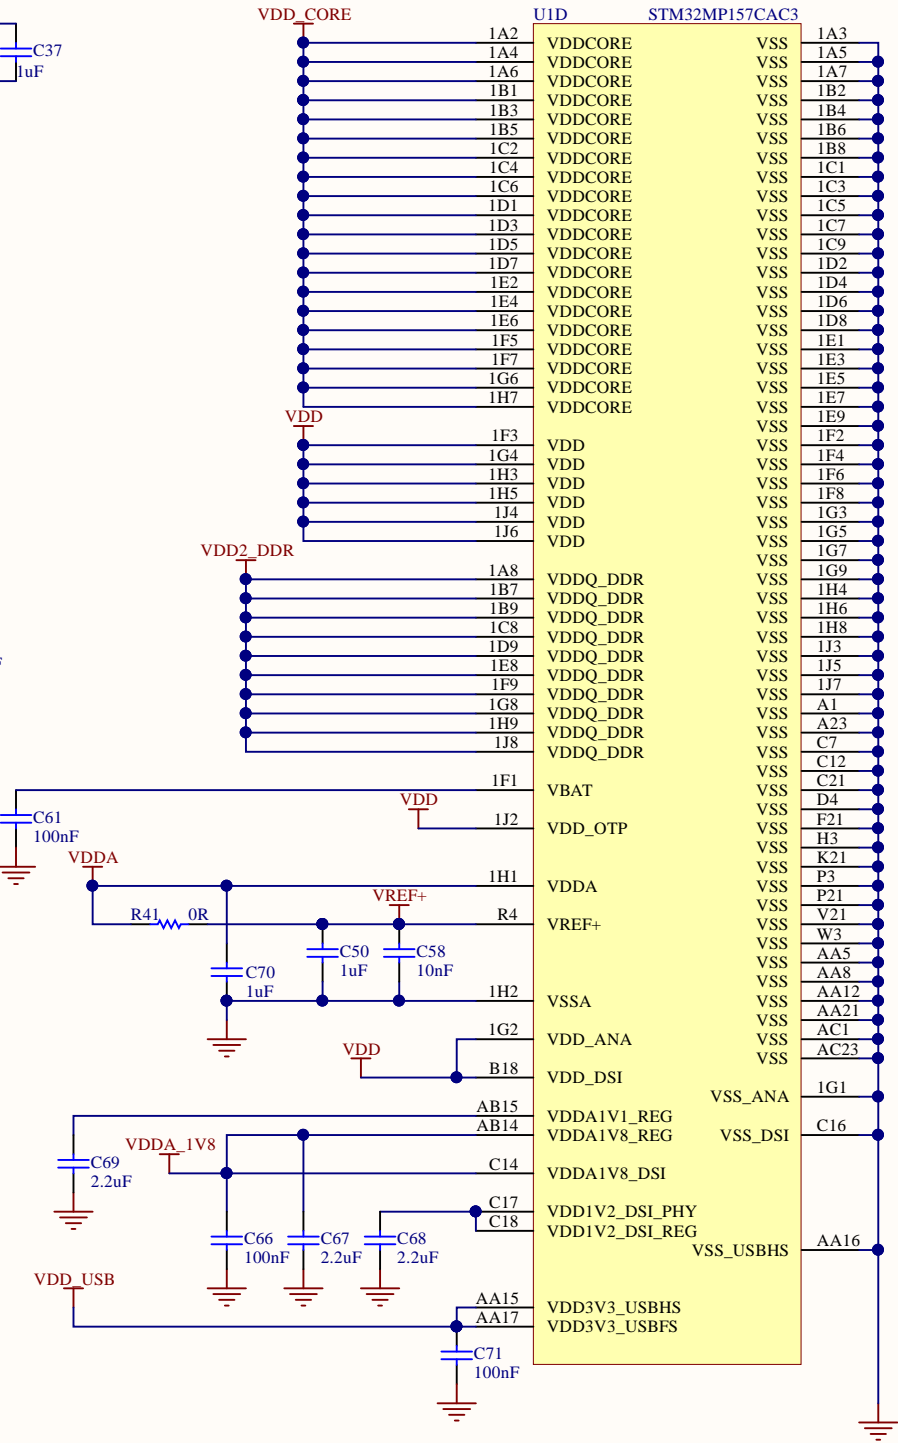 VDD_CORE
U1D STM32MP157CAC3
C37
1uF
1A2 VDDCORE VSS 1A3
1A4 VDDCORE VSS 1A5
1A6 VDDCORE VSS 1A7
1B1 VDDCORE VSS 1B2
1B3 VDDCORE VSS 1B4
1B5 VDDCORE VSS 1B6
1C2 VDDCORE VSS 1B8
1C4 VDDCORE VSS 1C1
1C6 VDDCORE VSS 1C3
1D1 VDDCORE VSS 1C5
1D3 VDDCORE VSS 1C7
1D5 VDDCORE VSS 1C9
1D7 VDDCORE VSS 1D2
1E2 VDDCORE VSS 1D4
1E4 VDDCORE VSS 1D6
1E6 VDDCORE VSS 1D8
1F5 VDDCORE VSS 1E1
1F7 VDDCORE VSS 1E3
1G6 VDDCORE VSS 1E5
1H7 VDDCORE VSS 1E7
VDD
VSS 1E9
1F3 VDD VSS 1F2
1G4 VDD VSS 1F4
1H3 VDD VSS 1F6
1H5 VDD VSS 1F8
1J4 VDD VSS 1G3
1J6 VDD VSS 1G5
VDD2_DDR
VSS 1G7
1A8 VDDQ_DDR VSS 1G9
1B7 VDDQ_DDR VSS 1H4
1B9 VDDQ_DDR VSS 1H6
1C8 VDDQ_DDR VSS 1H8
1D9 VDDQ_DDR VSS 1J3
1E8 VDDQ_DDR VSS 1J5
1F9 VDDQ_DDR VSS 1J7
1G8 VDDQ_DDR VSS A1
1H9 VDDQ_DDR VSS A23
1J8 VDDQ_DDR VSS C7
VSS C12
1F1 VBAT VSS C21
VDD
VSS D4
C61
100nF
1J2 VDD_OTP VSS F21
VSS H3
VDDA
VSS K21
1H1 VDDA VSS P3
VREF+
VSS P21
R41 0R
R4 VREF+ VSS V21
VSS W3
C50
1uF
C58
10nF
VSS AA5
C70
1uF
VSS AA8
1H2 VSSA VSS AA12
VSS AA21
1G2 VDD_ANA VSS AC1
VDD
VSS AC23
B18 VDD_DSI
VSS_ANA 1G1
AB15 VDDA1V1_REG
AB14 VDDA1V8_REG VSS_DSI C16
VDDA_1V8
C69
2.2uF
C14 VDDA1V8_DSI
C17 VDD1V2_DSI_PHY
C18 VDD1V2_DSI_REG
C66
100nF
C67
2.2uF
C68
2.2uF
VSS_USBHS AA16
VDD_USB
AA15 VDD3V3_USBHS
AA17 VDD3V3_USBFS
C71
100nF